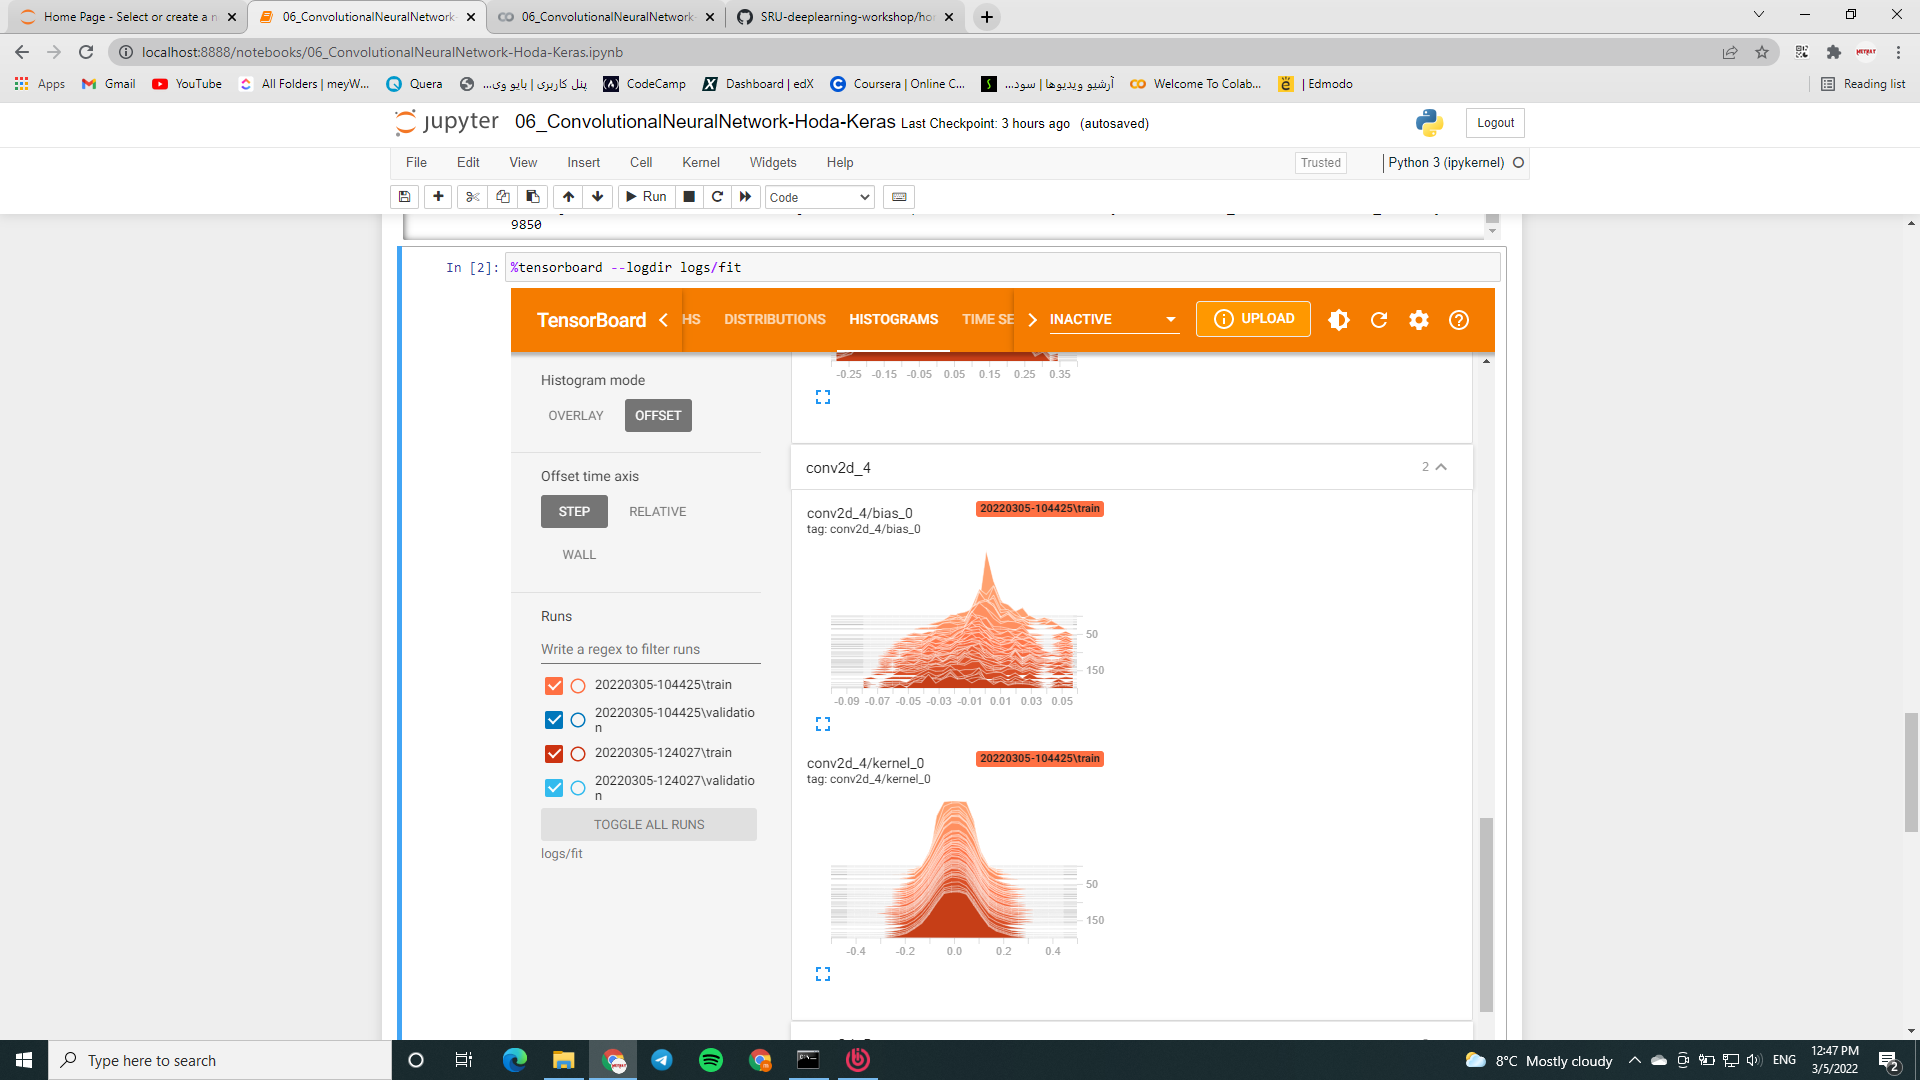 Home Page - Select or create a n
06_ConvolutionalNeuralNetwork-
06_ConvolutionalNeuralNetwork-
SRU-deeplearning-workshop/ho
localhost:8888/notebooks/06_ConvolutionalNeuralNetwork-Hoda-Keras.ipynb
Apps
Gmail
YouTube
All Folders | meyW...
Quera
پنل کاربری | بایو وی...
CodeCamp
Dashboard | edX
Coursera | Online C...
آرشیو ویدیوها | سود...
Welcome To Colab...
| Edmodo
Reading list
jupyter 06_ConvolutionalNeuralNetwork-Hoda-Keras Last Checkpoint: 3 hours ago (autosaved)
Logout
File Edit View Insert Cell Kernel Widgets Help
Trusted
Python 3 (ipykernel)
Run
Code
9850
In [2]: %tensorboard --logdir logs/fit
TensorBoard
HS DISTRIBUTIONS HISTOGRAMS TIME SE
INACTIVE
UPLOAD
Histogram mode
OVERLAY OFFSET
Offset time axis
STEP RELATIVE
WALL
Runs
Write a regex to filter runs
20220305-104425\train
20220305-104425\validatio
n
20220305-124027\train
20220305-124027\validatio
n
TOGGLE ALL RUNS
logs/fit
-0.25 -0.15 -0.05 0.05 0.15 0.25 0.35
conv2d_4
2
conv2d_4/bias_0
20220305-104425\train
tag: conv2d_4/bias_0
50
150
-0.09 -0.07 -0.05 -0.03 -0.01 0.01 0.03 0.05
conv2d_4/kernel_0
20220305-104425\train
tag: conv2d_4/kernel_0
50
150
-0.4 -0.2 0.0 0.2 0.4
Type here to search
8°C Mostly cloudy
ENG
12:47 PM
3/5/2022
2